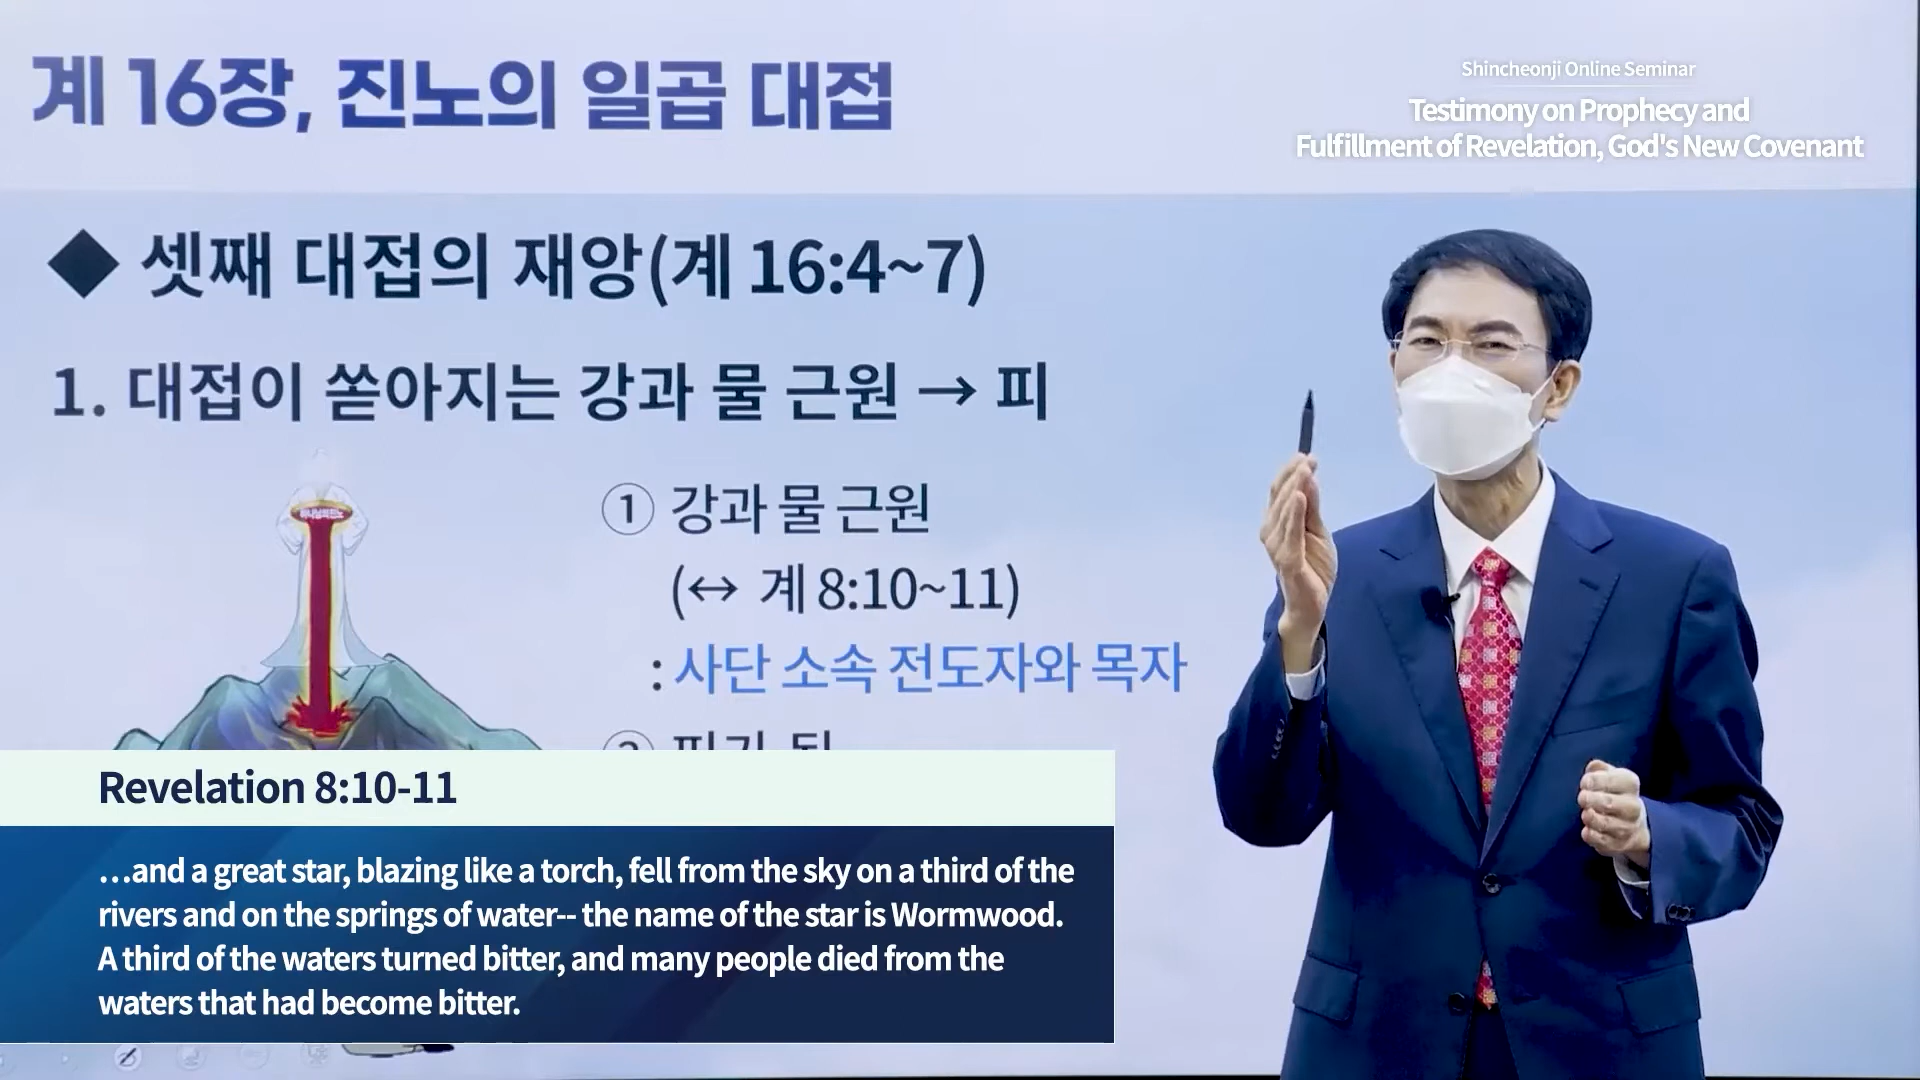 계 16장, 진노의 일곱 대접
Shincheonji Online Seminar
Testimony on Prophecy and
Fulfillment of Revelation, God's New Covenant
◆ 셋째 대접의 재앙(계 16:4~7)
1. 대접이 쏟아지는 강과 물 근원 → 피
① 강과 물 근원
(↔ 계 8:10~11)
: 사단 소속 전도자와 목자
Revelation 8:10-11
…and a great star, blazing like a torch, fell from the sky on a third of the
rivers and on the springs of water-- the name of the star is Wormwood.
A third of the waters turned bitter, and many people died from the
waters that had become bitter.